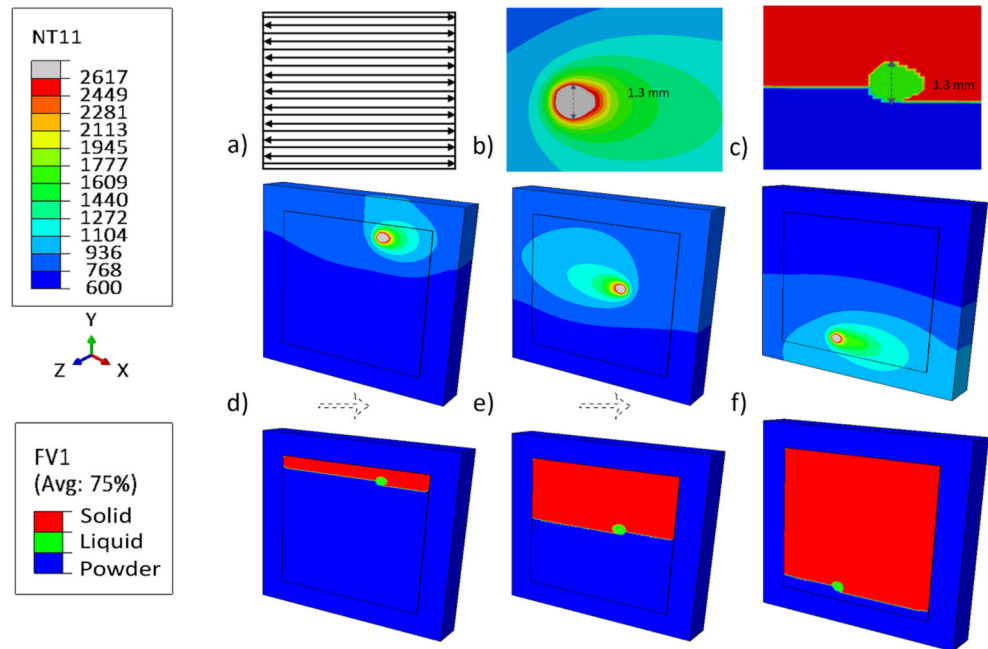 NT11
2617
2449
2281
2113
1945
1777
1609
1440
1272
1104
936
768
600
Y
Z
X
FV1
(Avg: 75%)
Solid
Liquid
Powder
a)
b)
1.3 mm
c)
1.3 mm
d)
e)
f)